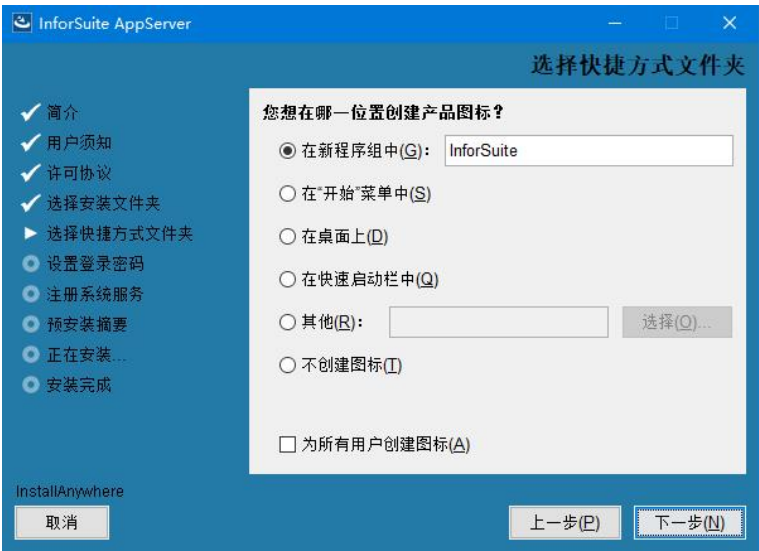 InforSuite AppServer
选择快捷方式文件夹
简介
用户须知
许可协议
选择安装文件夹
选择快捷方式文件夹
设置登录密码
注册系统服务
预安装摘要
正在安装...
安装完成
您想在哪一位置创建产品图标？
在新程序组中(G)： InforSuite
在“开始”菜单中(S)
在桌面上(D)
在快速启动栏中(Q)
其他(R)： 选择(O)...
不创建图标(T)
为所有用户创建图标(A)
InstallAnywhere
取消 上一步(P) 下一步(N)